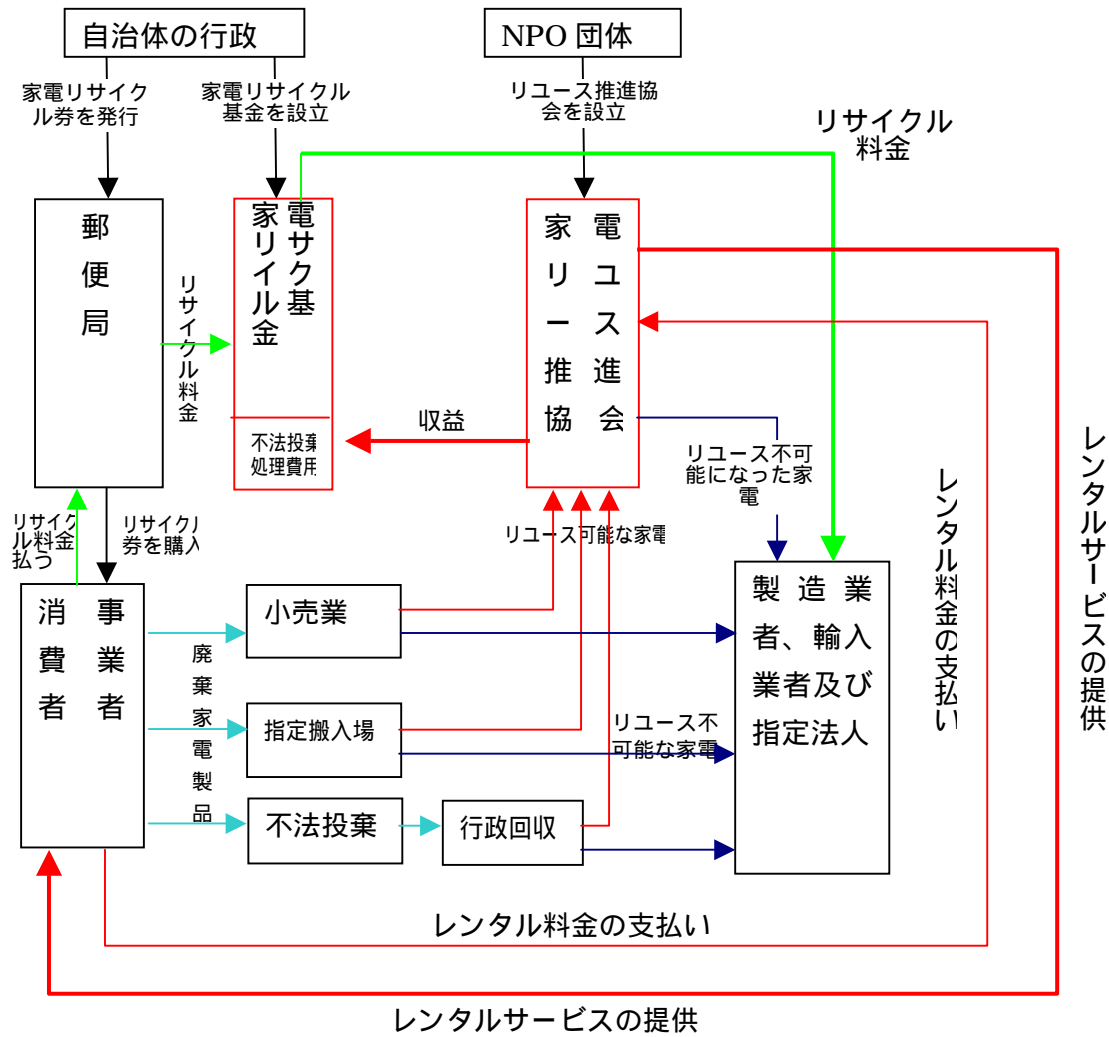 自治体の行政
NPO 団体
家電リサイク
ル券を発行
家電リサイクル
基金を設立
リユース推進協
会を設立
リサイクル
料金
郵便局
リサイクル料金
家電
リサ
イク
ル基
金
不法投棄
処理費用
収益
家電
リユ
ース
推進
協会
リユース不可
能になった家
電
リサイク
ル料金
払う
リサイクル
券を購入
リユース可能な家電
レンタル料金の支払い
レンタルサービスの提供
消費者
事業者
廃棄家電製品
小売業
指定搬入場
不法投棄
行政回収
リユース不
可能な家電
製造業
者、輸入
業者及び
指定法人
レンタル料金の支払い
レンタルサービスの提供